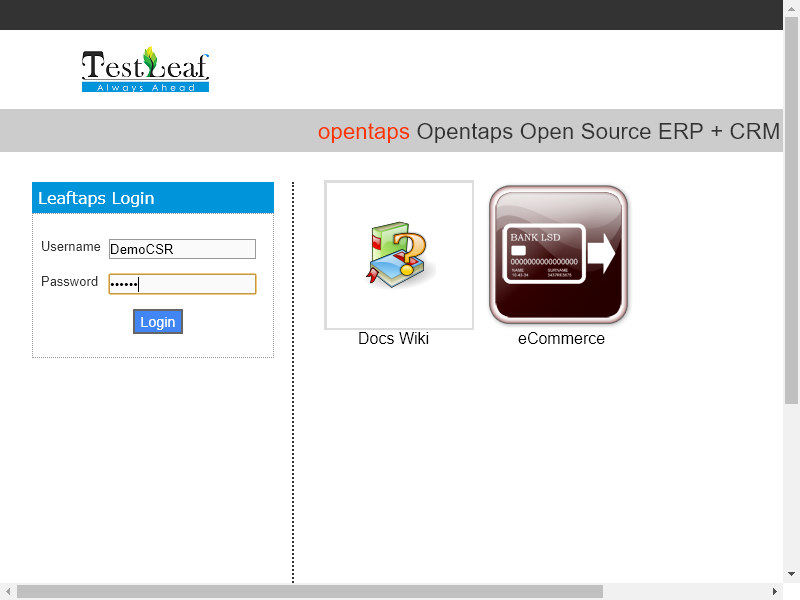 TestLeaf
Always Ahead
opentaps Opentaps Open Source ERP + CRM
Leaftaps Login
Username DemoCSR
Password ••••••
Login
BANK LSD
0000000000000000
NAME SURNAME
Docs Wiki
eCommerce